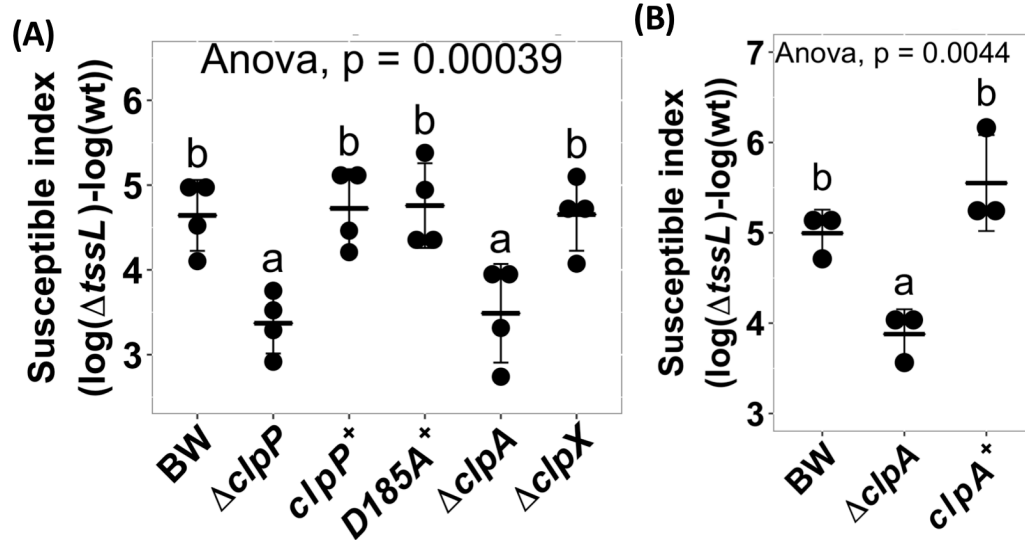 (A)
Anova, p = 0.00039
Susceptible index
(log(ΔtssL)-log(wt))
6
5
4
3
b
a
b
b
a
b
BW
ΔclpP
clpP+
D185A+
ΔclpA
ΔclpX
(B)
Anova, p = 0.0044
Susceptible index
(log(ΔtssL)-log(wt))
7
6
5
4
3
b
a
b
BW
ΔclpA
clpA+